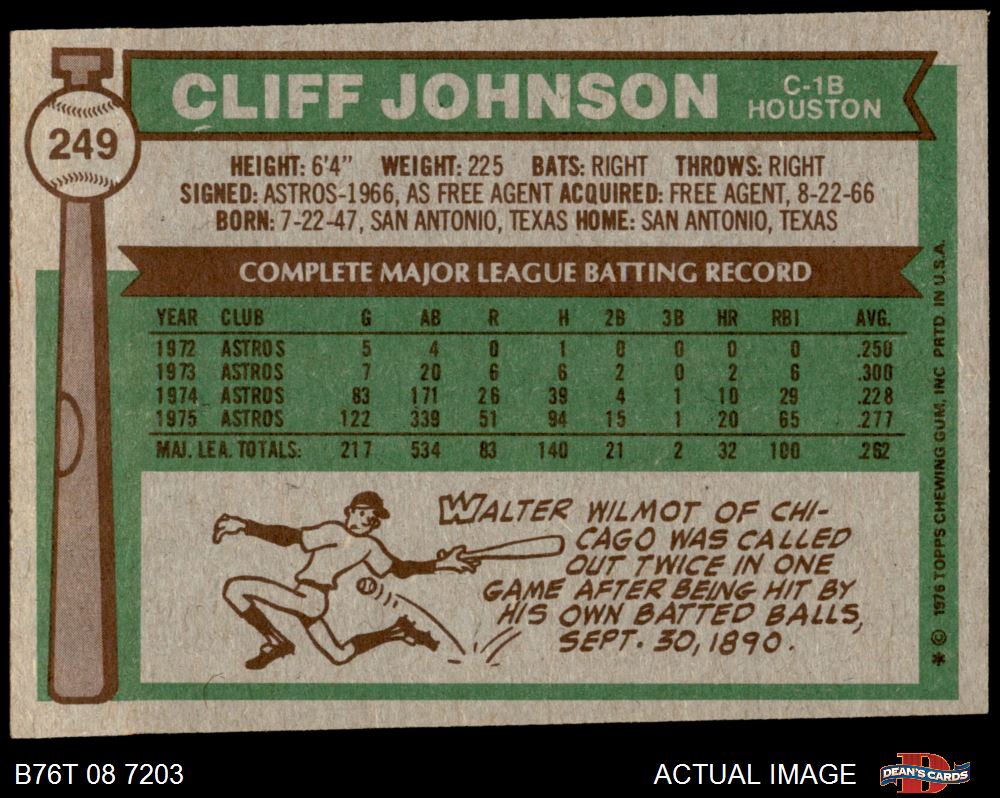 CLIFF JOHNSON
C-1B
HOUSTON
249
HEIGHT: 6'4" WEIGHT: 225 BATS: RIGHT THROWS: RIGHT
SIGNED: ASTROS-1966, AS FREE AGENT ACQUIRED: FREE AGENT, 8-22-66
BORN: 7-22-47, SAN ANTONIO, TEXAS HOME: SAN ANTONIO, TEXAS
COMPLETE MAJOR LEAGUE BATTING RECORD
YEAR CLUB G AB R H 2B 3B HR RBI AVG.
1972 ASTROS 5 4 0 1 0 0 0 0 .250
1973 ASTROS 7 20 6 6 2 0 2 6 .300
1974 ASTROS 83 171 26 39 4 1 10 29 .228
1975 ASTROS 122 339 51 94 15 1 20 65 .277
MAJ. LEA. TOTALS: 217 534 83 140 21 2 32 100 .262
WALTER WILMOT OF CHI-
CAGO WAS CALLED
OUT TWICE IN ONE
GAME AFTER BEING HIT BY
HIS OWN BATTED BALLS,
SEPT. 30, 1890.
* © 1976 TOPPS CHEWING GUM, INC PRTD. IN U.S.A.
B76T 08 7203
ACTUAL IMAGE
DEAN'S CARDS